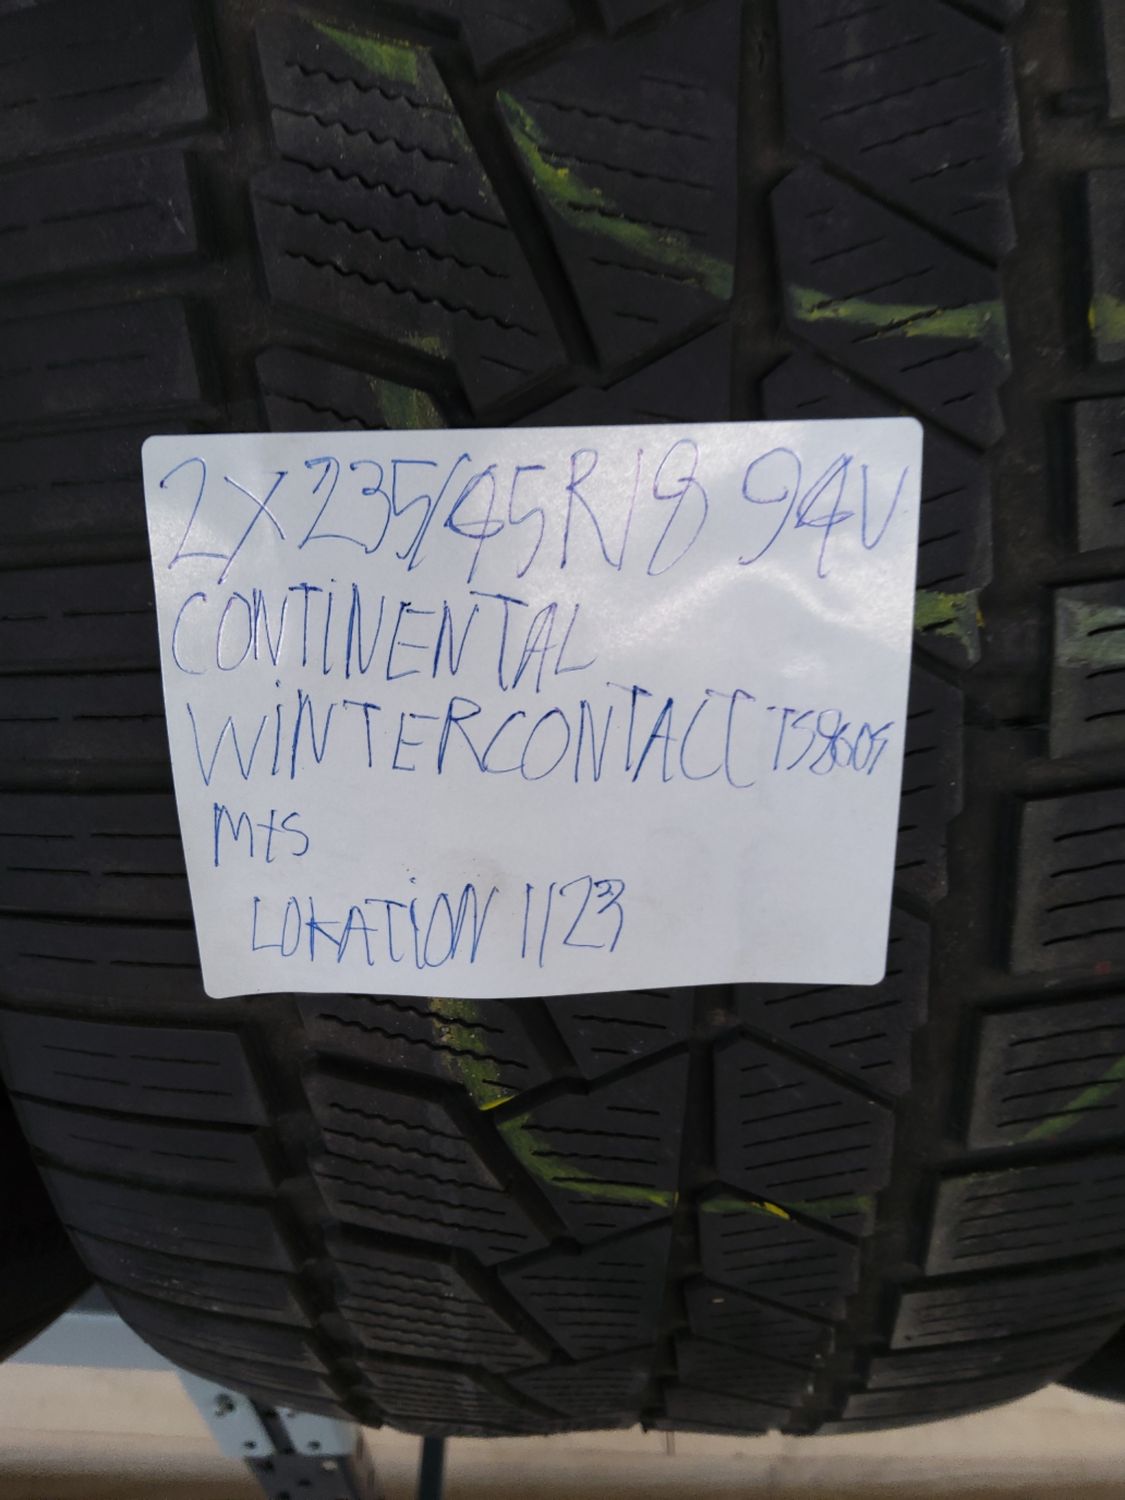 2X235/45R18 94V
CONTiNENTAL
WiNTERCONTACT TS860S
M+S
LOKATiON 1123